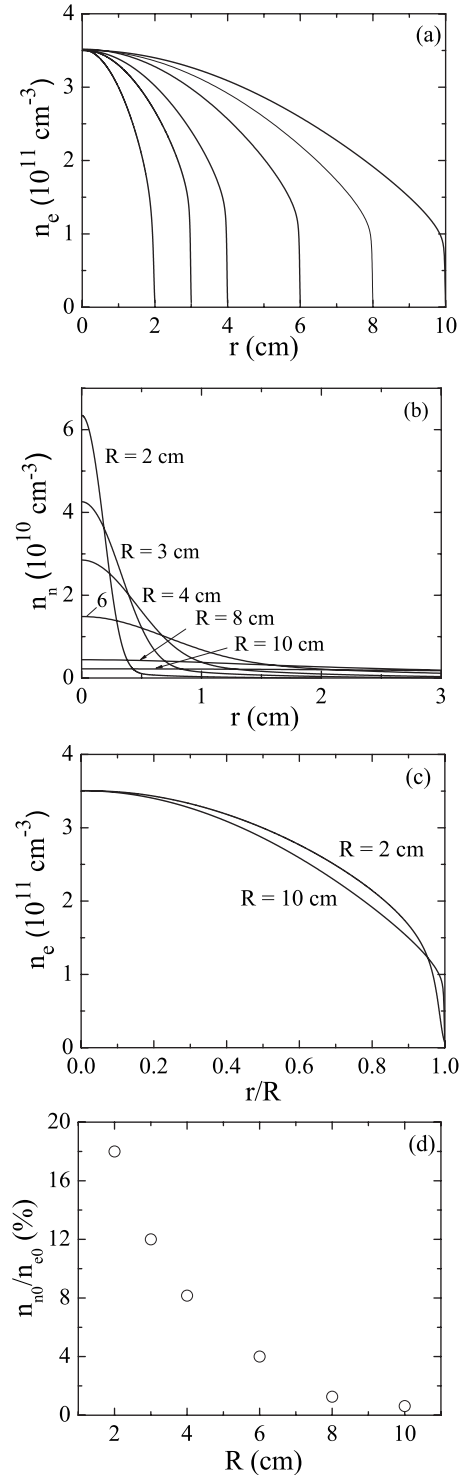 (a)
n_e (10^11 cm^-3)
4
3
2
1
0
0 2 4 6 8 10
r (cm)
(b)
n_n (10^10 cm^-3)
6
4
2
0
R = 2 cm
R = 3 cm
R = 4 cm
6
R = 8 cm
R = 10 cm
0 1 2 3
r (cm)
(c)
n_e (10^11 cm^-3)
4
3
2
1
0
R = 2 cm
R = 10 cm
0.0 0.2 0.4 0.6 0.8 1.0
r/R
(d)
n_n0/n_e0 (%)
20
16
12
8
4
0
2 4 6 8 10
R (cm)